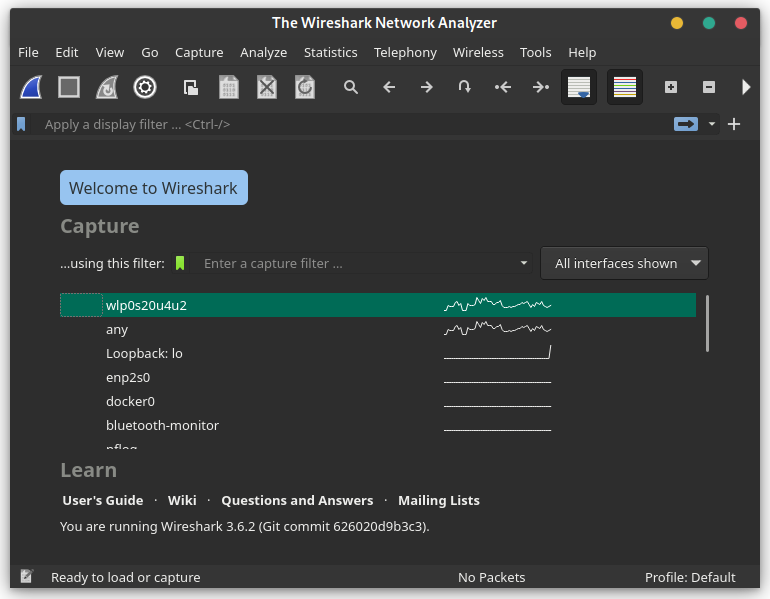 The Wireshark Network Analyzer
File Edit View Go Capture Analyze Statistics Telephony Wireless Tools Help
Apply a display filter … <Ctrl-/>
Welcome to Wireshark
Capture
…using this filter: Enter a capture filter … All interfaces shown
wlp0s20u4u2
any
Loopback: lo
enp2s0
docker0
bluetooth-monitor
nflog
Learn
User's Guide · Wiki · Questions and Answers · Mailing Lists
You are running Wireshark 3.6.2 (Git commit 626020d9b3c3).
Ready to load or capture No Packets Profile: Default